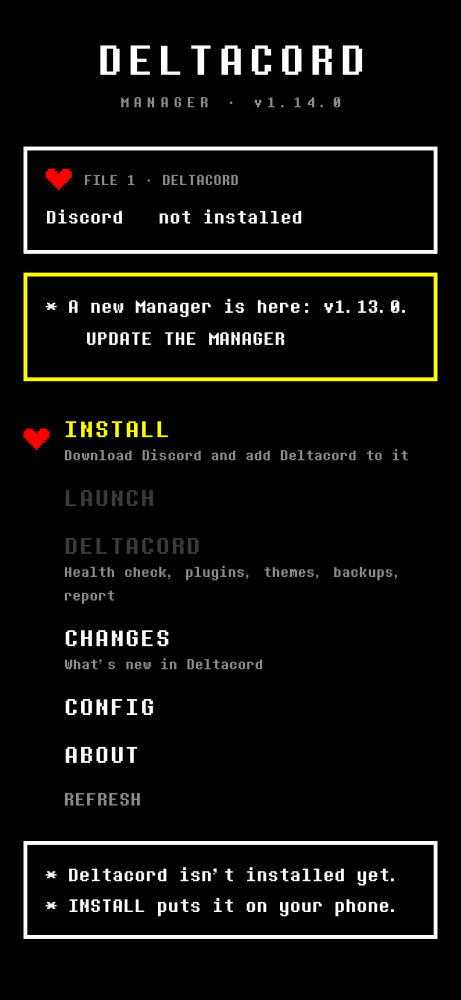 DELTACORD
MANAGER · v1.14.0
FILE 1 · DELTACORD
Discord not installed
* A new Manager is here: v1.13.0.
UPDATE THE MANAGER
INSTALL
Download Discord and add Deltacord to it
LAUNCH
DELTACORD
Health check, plugins, themes, backups,
report
CHANGES
What's new in Deltacord
CONFIG
ABOUT
REFRESH
* Deltacord isn't installed yet.
* INSTALL puts it on your phone.